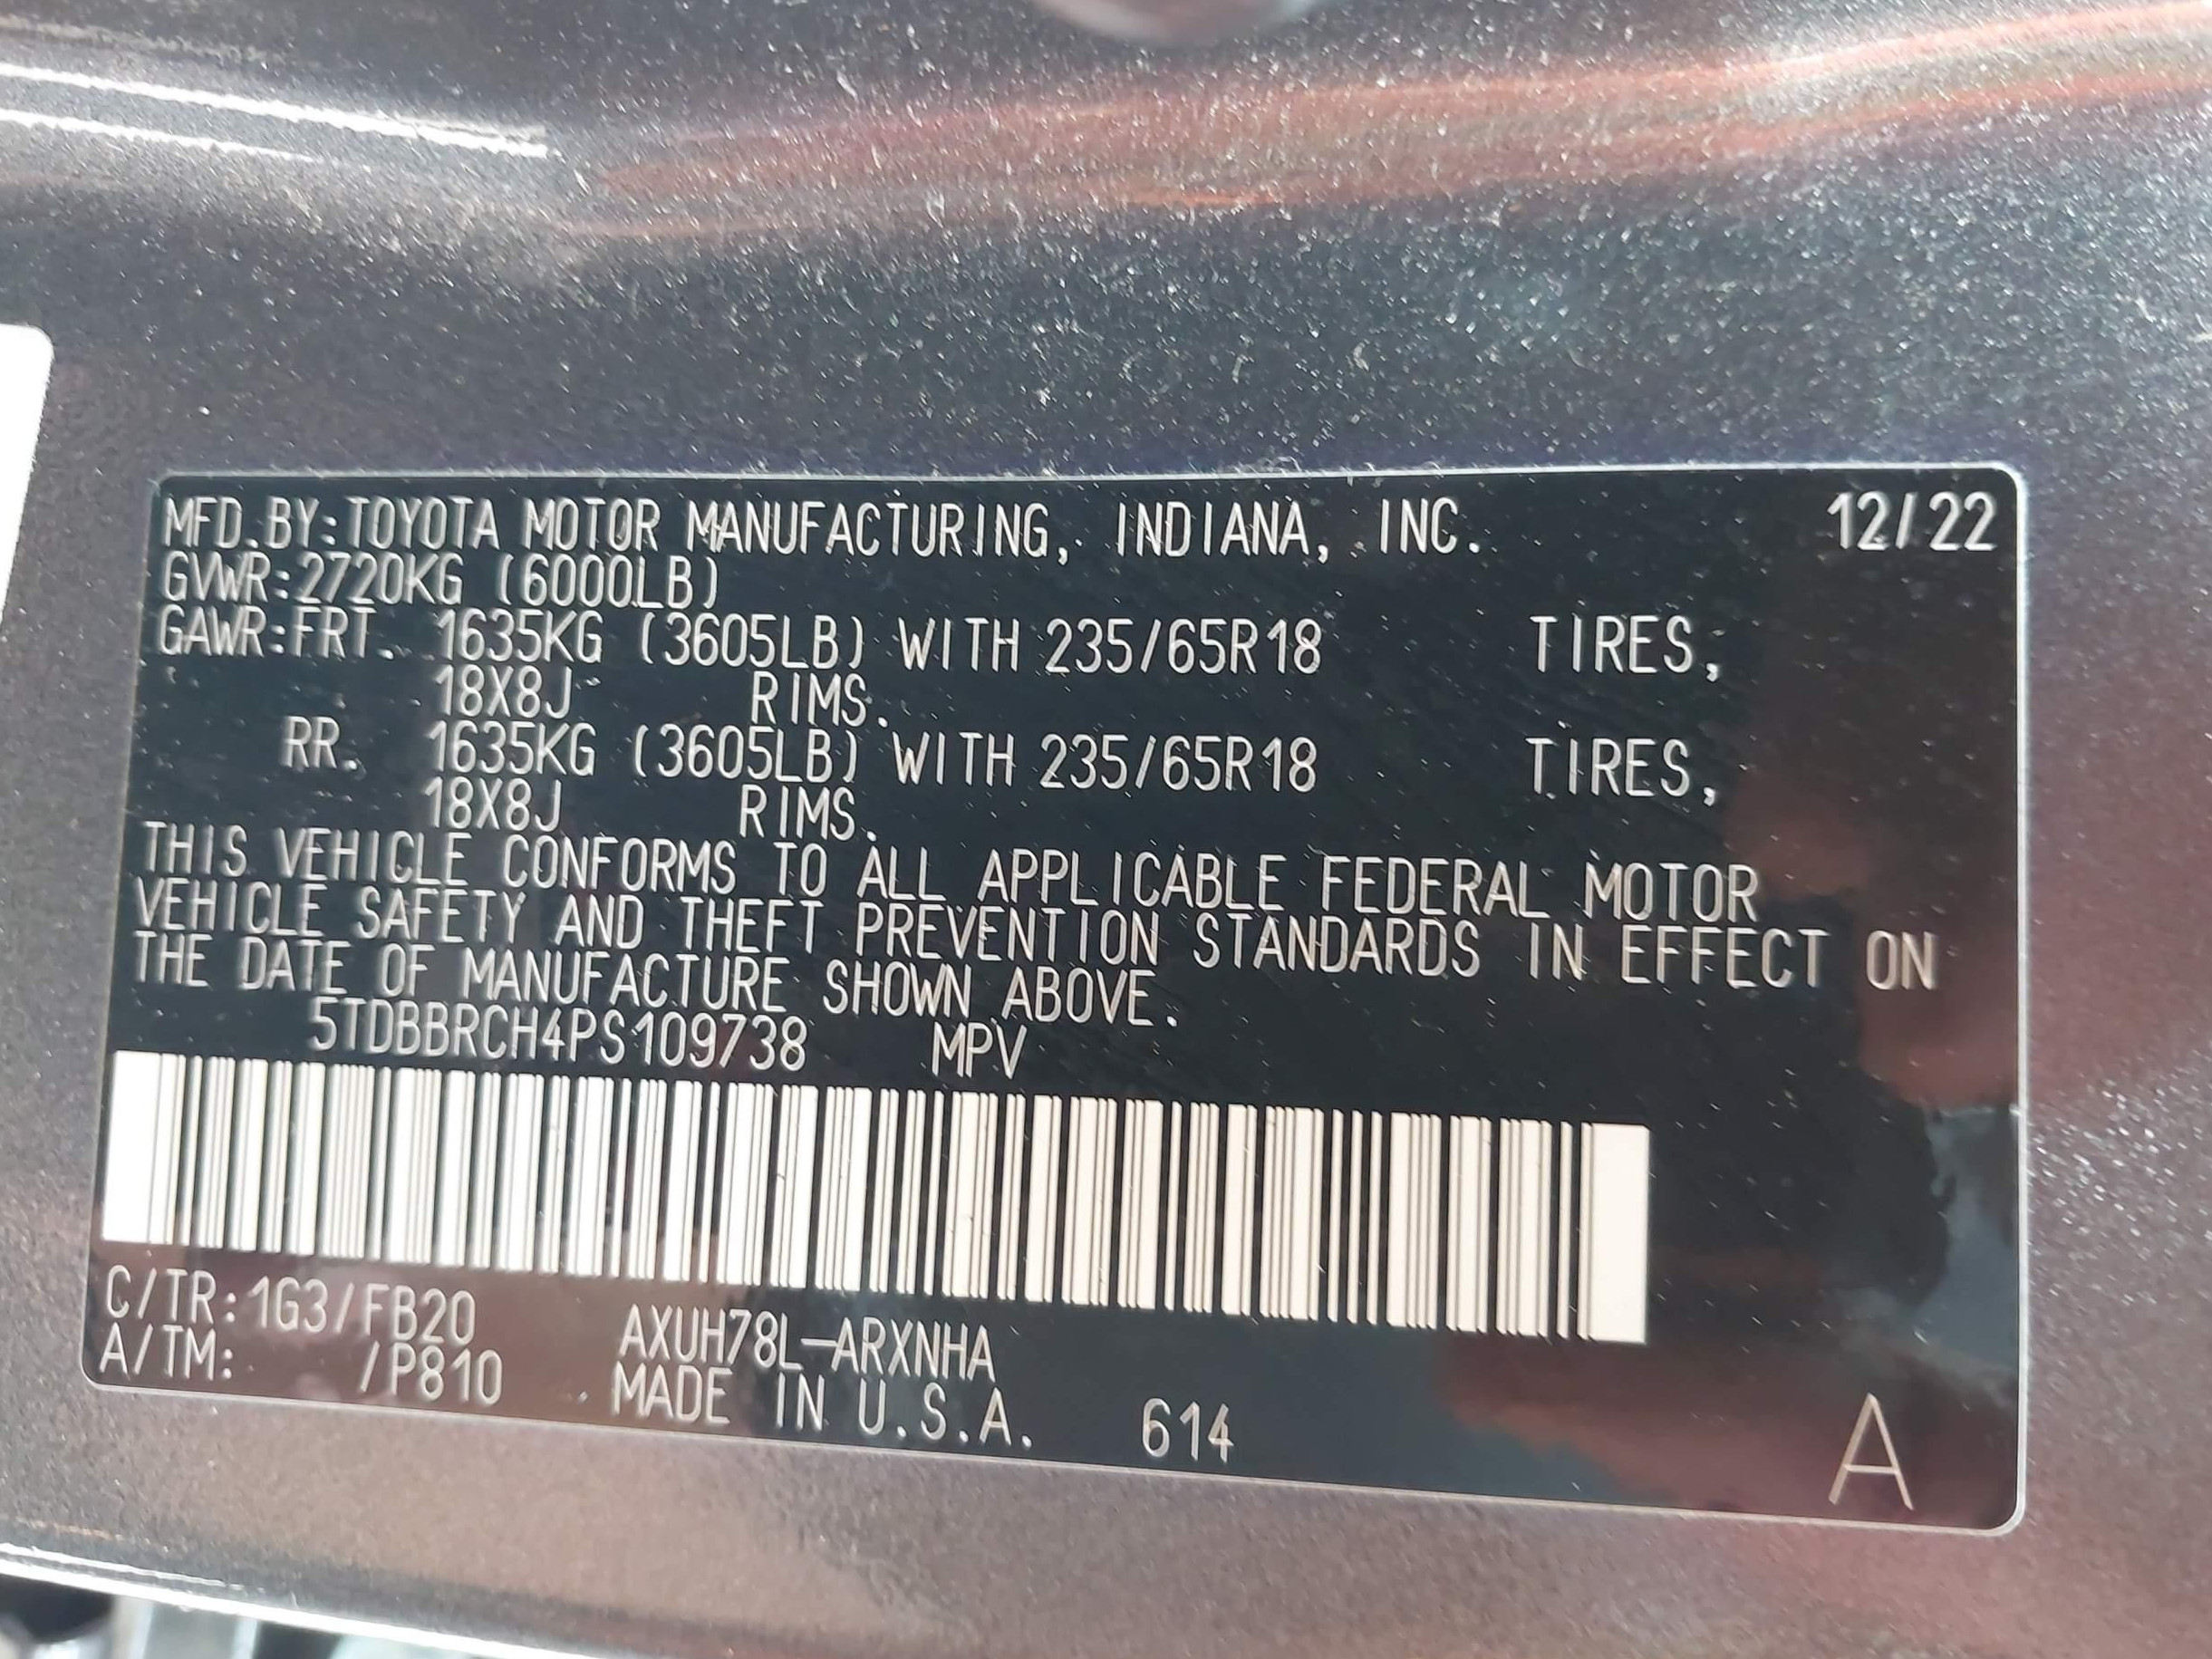 MFD.BY:TOYOTA MOTOR MANUFACTURING, INDIANA, INC. 12/22
GVWR:2720KG (6000LB)
GAWR:FRT. 1635KG (3605LB) WITH 235/65R18 TIRES,
18X8J RIMS.
RR. 1635KG (3605LB) WITH 235/65R18 TIRES,
18X8J RIMS.
THIS VEHICLE CONFORMS TO ALL APPLICABLE FEDERAL MOTOR
VEHICLE SAFETY AND THEFT PREVENTION STANDARDS IN EFFECT ON
THE DATE OF MANUFACTURE SHOWN ABOVE.
5TDBBRCH4PS109738 MPV
C/TR:1G3/FB20 AXUH78L-ARXNHA
A/TM: /P810 MADE IN U.S.A. 614 A